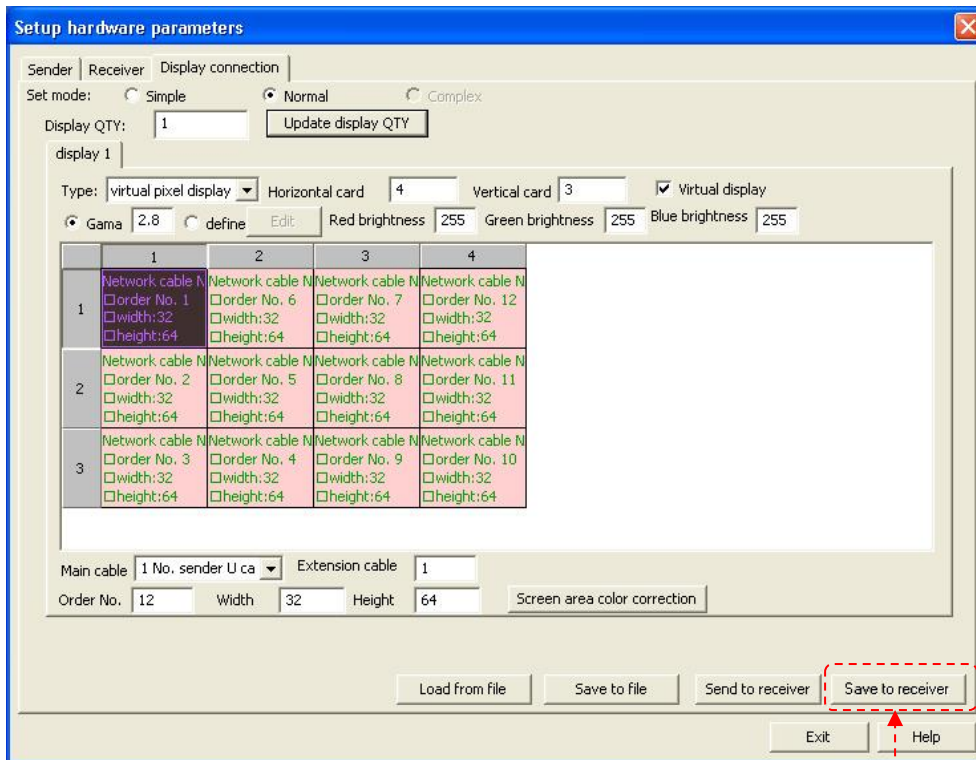 Setup hardware parameters
Sender Receiver Display connection
Set mode: Simple Normal Complex
Display QTY: 1 Update display QTY
display 1
Type: virtual pixel display Horizontal card 4 Vertical card 3 Virtual display
Gama 2.8 define Edit Red brightness 255 Green brightness 255 Blue brightness 255
1 2 3 4
Network cable N Network cable N Network cable N Network cable N
order No. 1 order No. 6 order No. 7 order No. 12
1
width:32 width:32 width:32 width:32
height:64 height:64 height:64 height:64
Network cable N Network cable N Network cable N Network cable N
order No. 2 order No. 5 order No. 8 order No. 11
2
width:32 width:32 width:32 width:32
height:64 height:64 height:64 height:64
Network cable N Network cable N Network cable N Network cable N
order No. 3 order No. 4 order No. 9 order No. 10
3
width:32 width:32 width:32 width:32
height:64 height:64 height:64 height:64
Main cable 1 No. sender U ca Extension cable 1
Order No. 12 Width 32 Height 64 Screen area color correction
Load from file Save to file Send to receiver Save to receiver
Exit Help